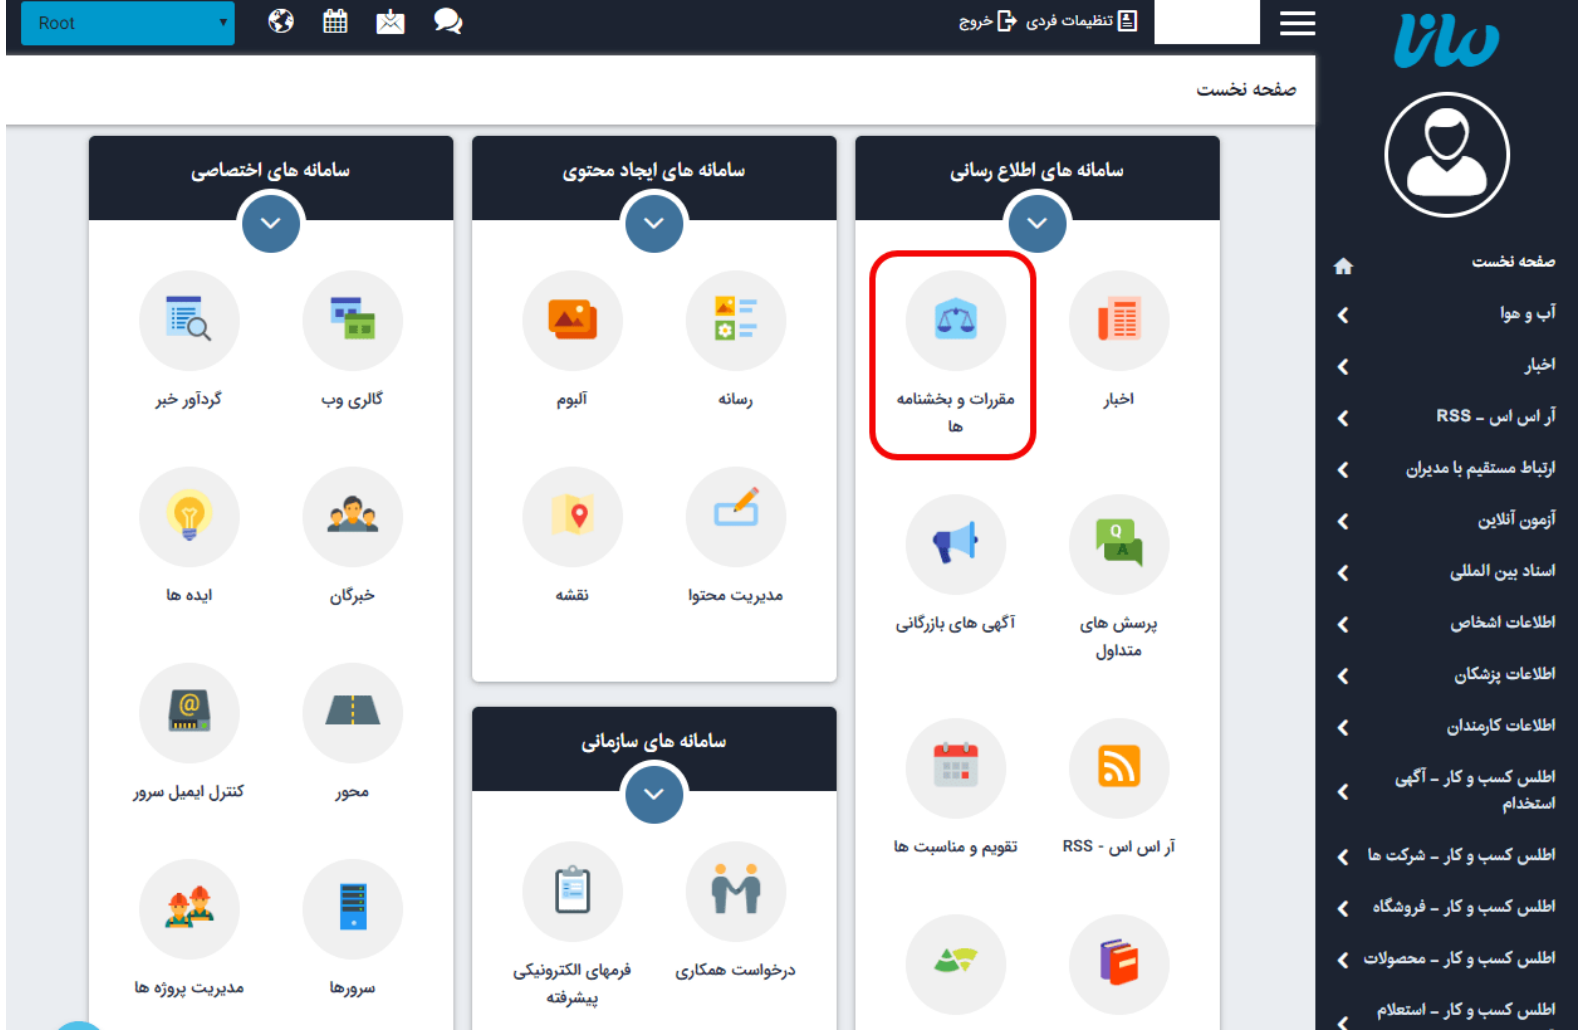 مانا
تنظیمات فردی
خروج
Root
صفحه نخست
صفحه نخست
آب و هوا
اخبار
آر اس اس - RSS
ارتباط مستقیم با مدیران
آزمون آنلاین
اسناد بین المللی
اطلاعات اشخاص
اطلاعات پزشکان
اطلاعات کارمندان
اطلس کسب و کار - آگهی
استخدام
اطلس کسب و کار - شرکت ها
اطلس کسب و کار - فروشگاه
اطلس کسب و کار - محصولات
اطلس کسب و کار - استعلام
سامانه های اطلاع رسانی
اخبار
مقررات و بخشنامه
ها
Q
A
پرسش های
متداول
آگهی های بازرگانی
آر اس اس - RSS
تقویم و مناسبت ها
سامانه های ایجاد محتوی
رسانه
آلبوم
مدیریت محتوا
نقشه
سامانه های سازمانی
درخواست همکاری
فرمهای الکترونیکی
پیشرفته
سامانه های اختصاصی
گالری وب
گردآور خبر
خبرگان
ایده ها
@
محور
کنترل ایمیل سرور
سرورها
مدیریت پروژه ها